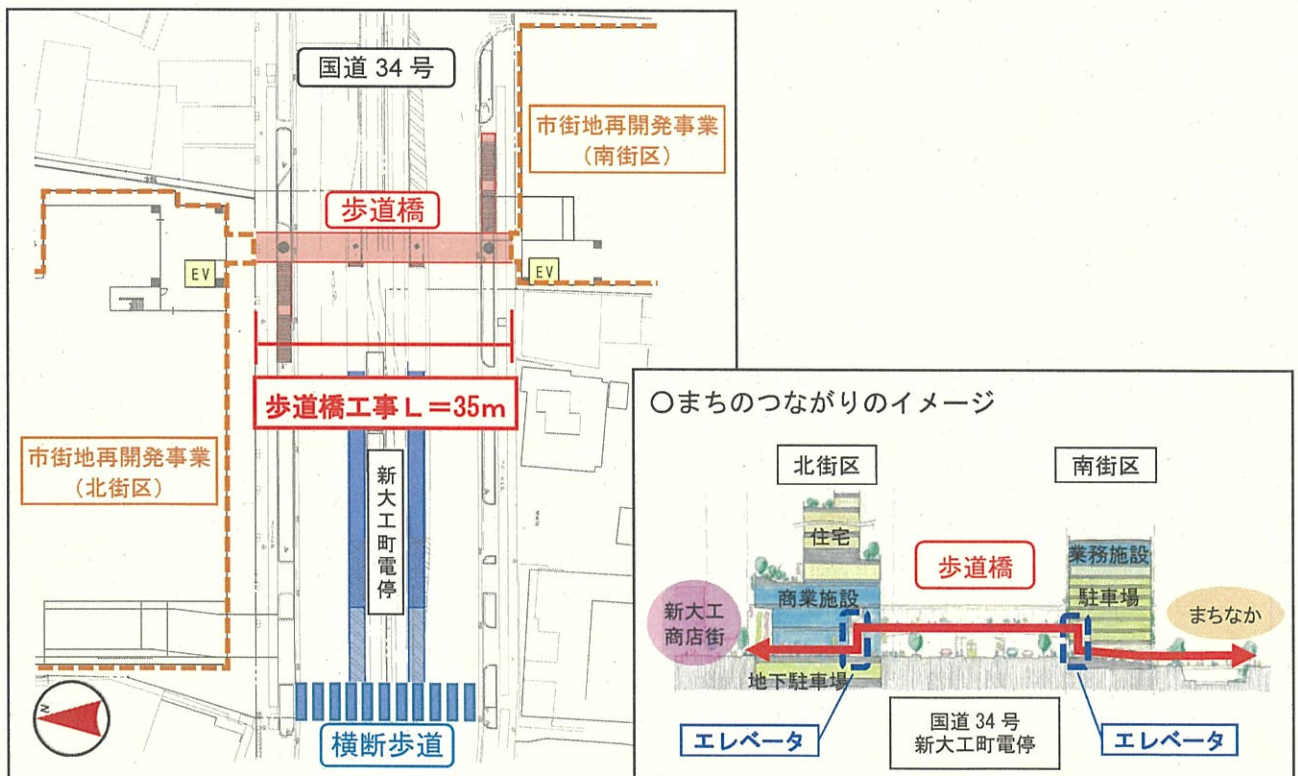 国道 34 号
市街地再開発事業
（南街区）
歩道橋
EV
EV
歩道橋工事 L＝35m
市街地再開発事業
（北街区）
新大工町電停
N
横断歩道
〇まちのつながりのイメージ
北街区
南街区
住宅
歩道橋
業務施設
商業施設
駐車場
新大工
商店街
まちなか
地下駐車場
国道 34 号
新大工町電停
エレベータ
エレベータ